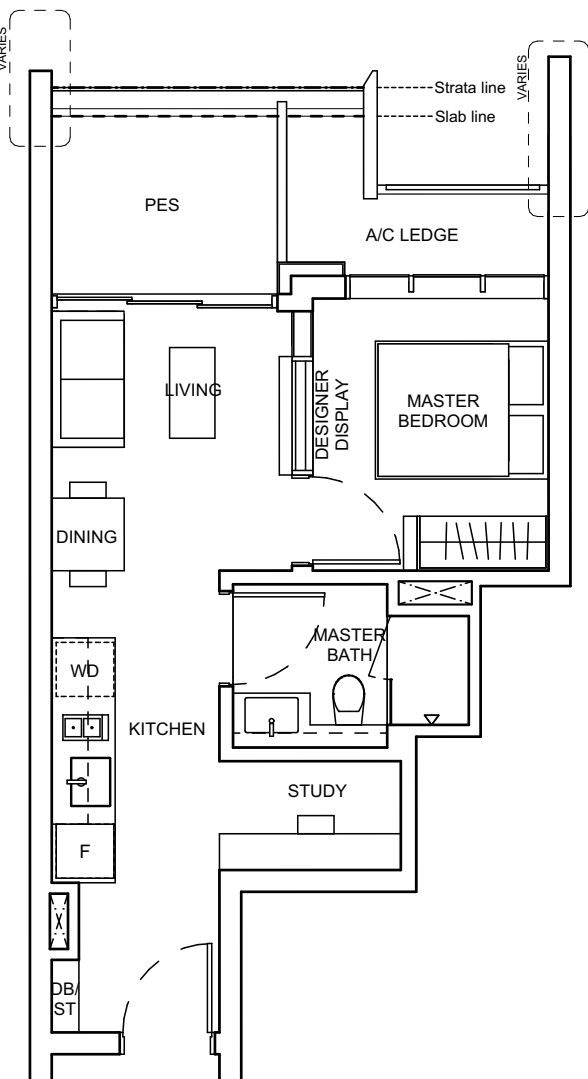 VARIES
VARIES
Strata line
Slab line
PES
A/C LEDGE
LIVING
DESIGNER
DISPLAY
MASTER
BEDROOM
DINING
WD
MASTER
BATH
KITCHEN
STUDY
F
DB/
ST